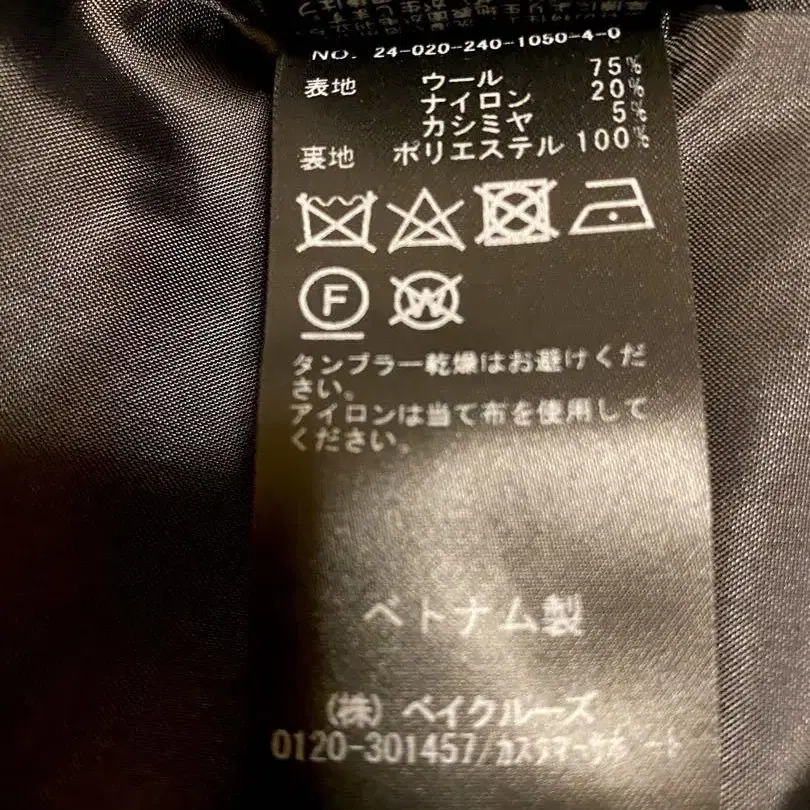 NO. 24-020-240-1050-4-0
表地 ウール 75%
ナイロン 20%
カシミヤ 5%
裏地 ポリエステル 100%
F W
タンブラー乾燥はお避けくだ
さい。
アイロンは当て布を使用して
ください。
ベトナム製
(株) ベイクルーズ
0120-301457/カスタマーサポート